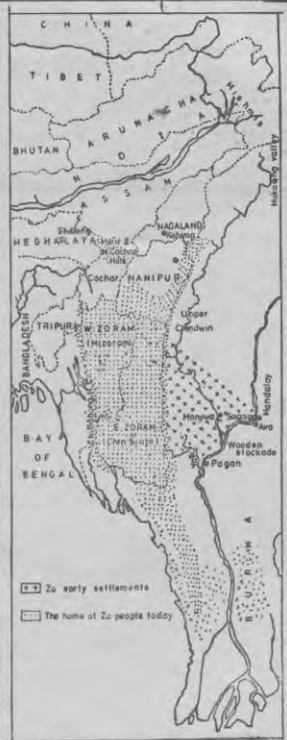 CHINA
TIBET
BHUTAN
ARUNACHAL
INDIA
ASSAM
Hukawng valley
Shillong
MEGHALAYA
NAGALAND
Hills
Cachar
MANIPUR
BANGLADESH
TRIPURA
W. ZORAM
(Mizoram)
Upper
Chindwin
Mandalay
Monywa
Sagaing
Ava
Wooden
stockade
E. ZORAM
(Chin State)
BAY
OF
BENGAL
Pagan
BURMA
Zo early settlements
The home of Zo people today